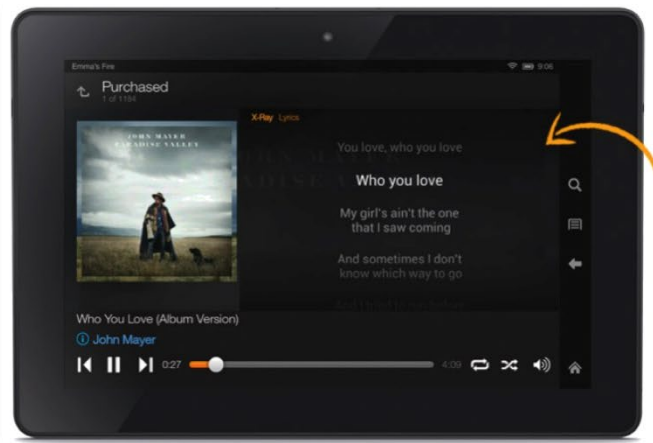 Emma's Fire
9:06
Purchased
1 of 1194
JOHN MAYER
PARADISE VALLEY
X-Ray Lyrics
You love, who you love
Who you love
My girl's ain't the one
that I saw coming
And sometimes I don't
know which way to go
Who You Love (Album Version)
John Mayer
0:27
4:09